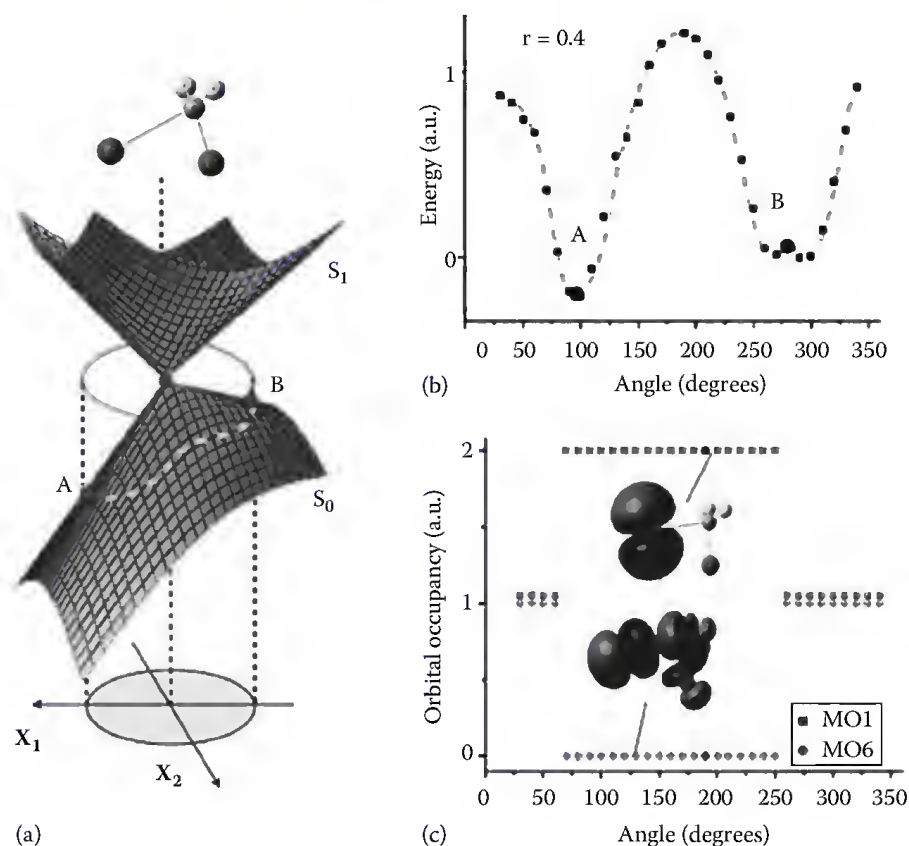 S1
B
A
S0
X1
X2
(a)
r = 0.4
Energy (a.u.)
1
0
A
B
0 50 100 150 200 250 300 350
Angle (degrees)
(b)
Orbital occupancy (a.u.)
2
1
0
MO1
MO6
0 50 100 150 200 250 300 350
Angle (degrees)
(c)